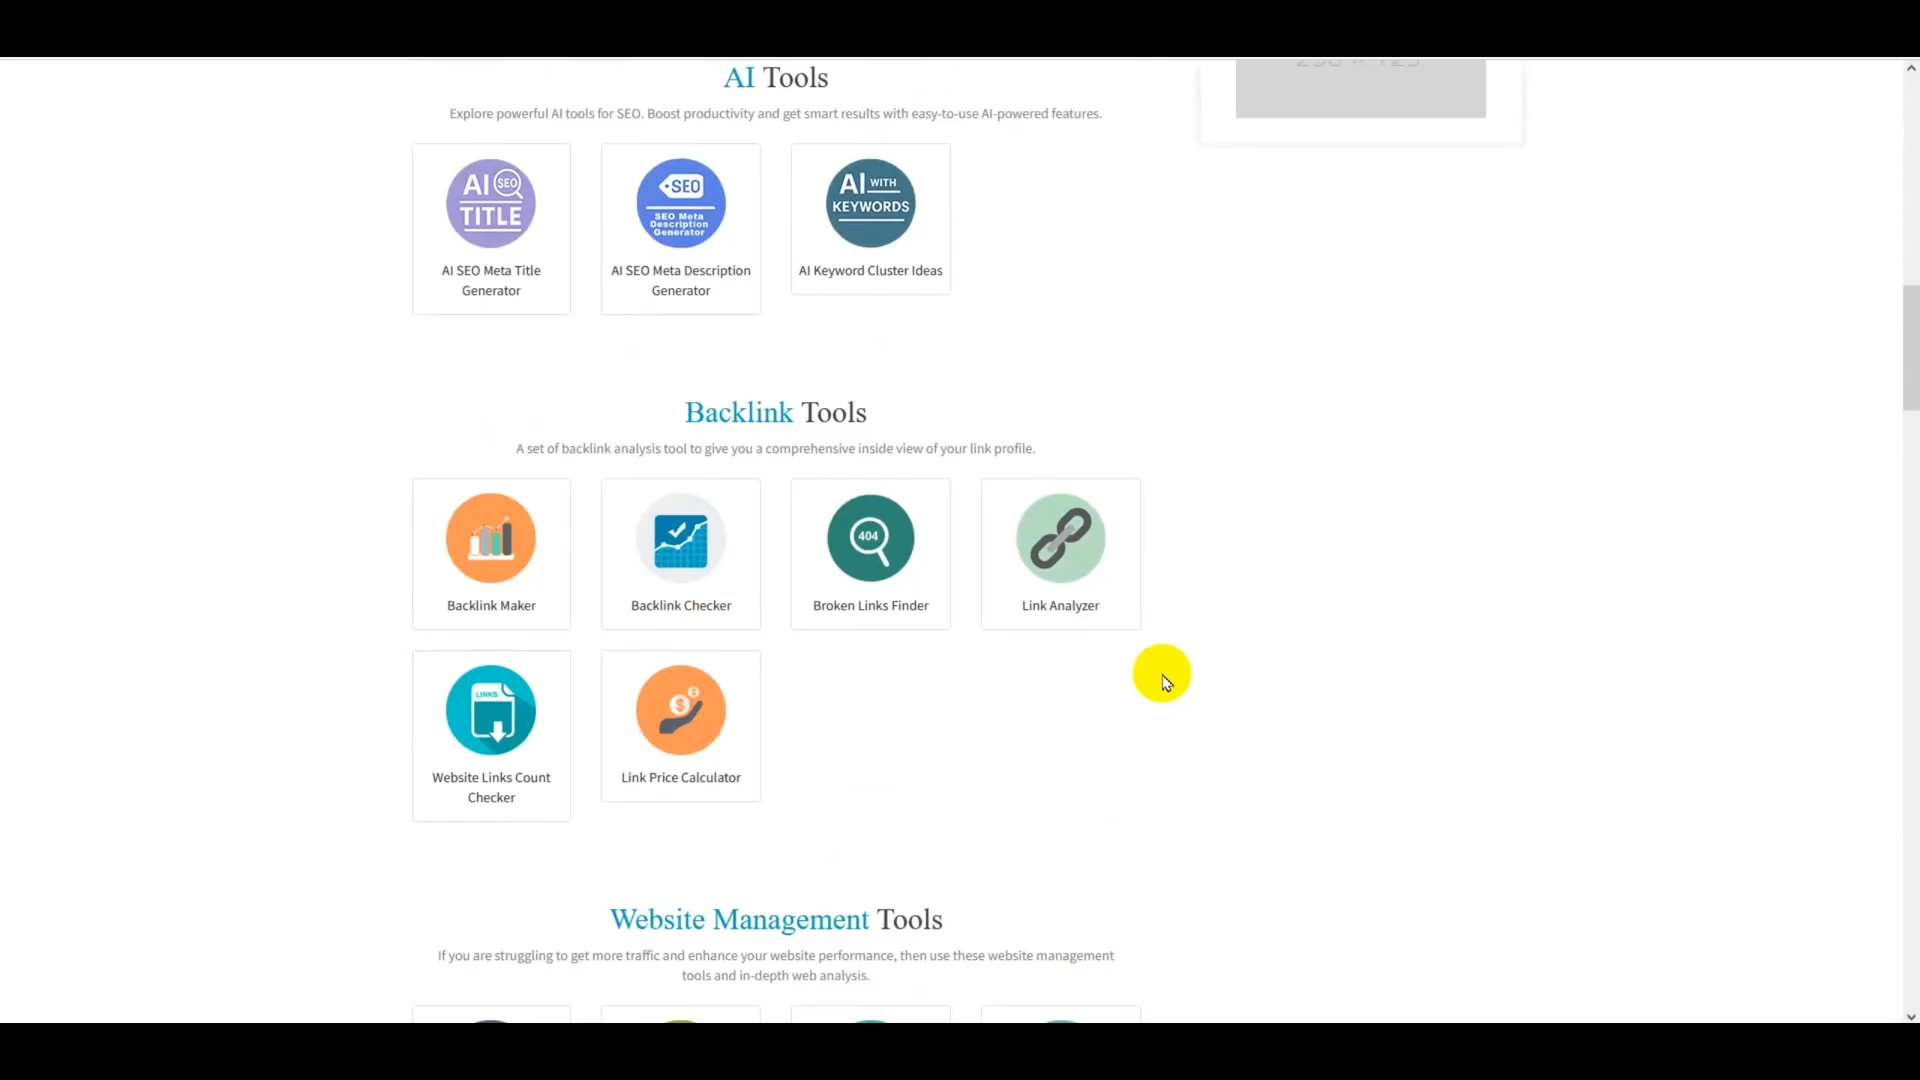 AI Tools
Explore powerful AI tools for SEO. Boost productivity and get smart results with easy-to-use AI-powered features.
AI SEO
TITLE
SEO
SEO Meta
Description
Generator
AI WITH
KEYWORDS
AI SEO Meta Title
Generator
AI SEO Meta Description
Generator
AI Keyword Cluster Ideas
Backlink Tools
A set of backlink analysis tool to give you a comprehensive inside view of your link profile.
404
Backlink Maker
Backlink Checker
Broken Links Finder
Link Analyzer
LINKS
$
Website Links Count
Checker
Link Price Calculator
Website Management Tools
If you are struggling to get more traffic and enhance your website performance, then use these website management
tools and in-depth web analysis.